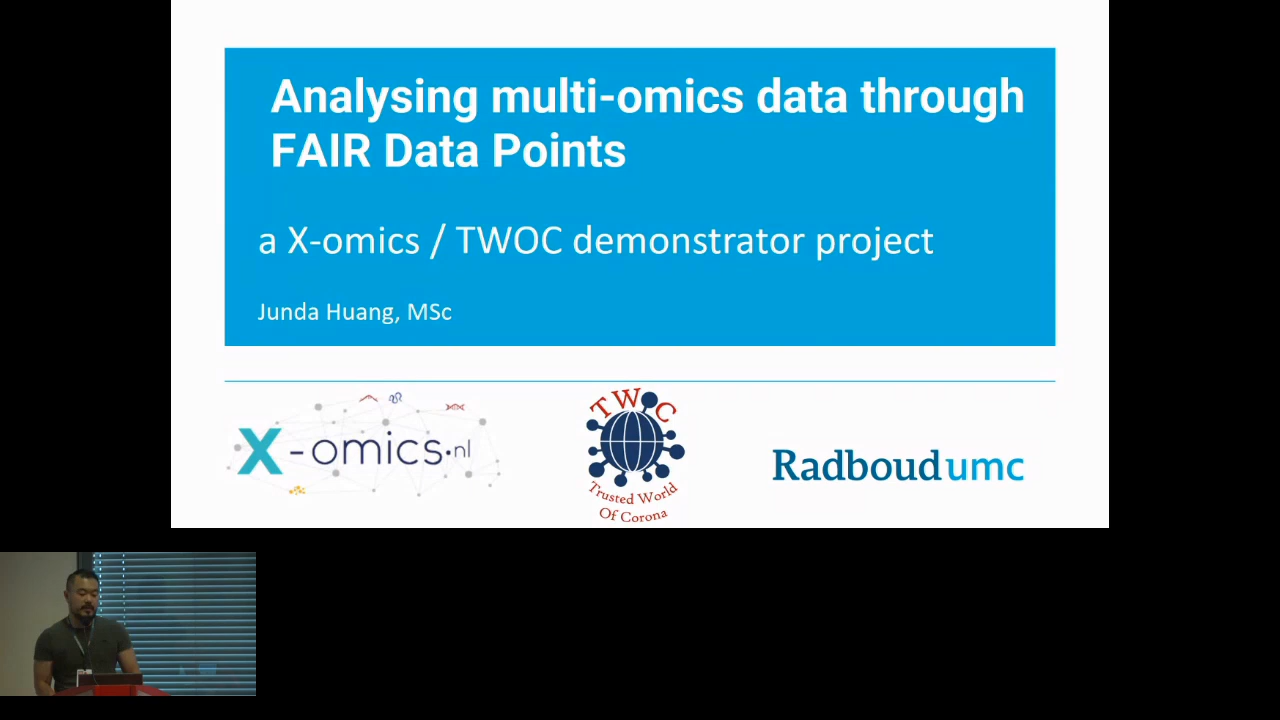 Analysing multi-omics data through
FAIR Data Points
a X-omics / TWOC demonstrator project
Junda Huang, MSc
X-omics.nl
TWOC
Trusted World
Of Corona
Radboudumc